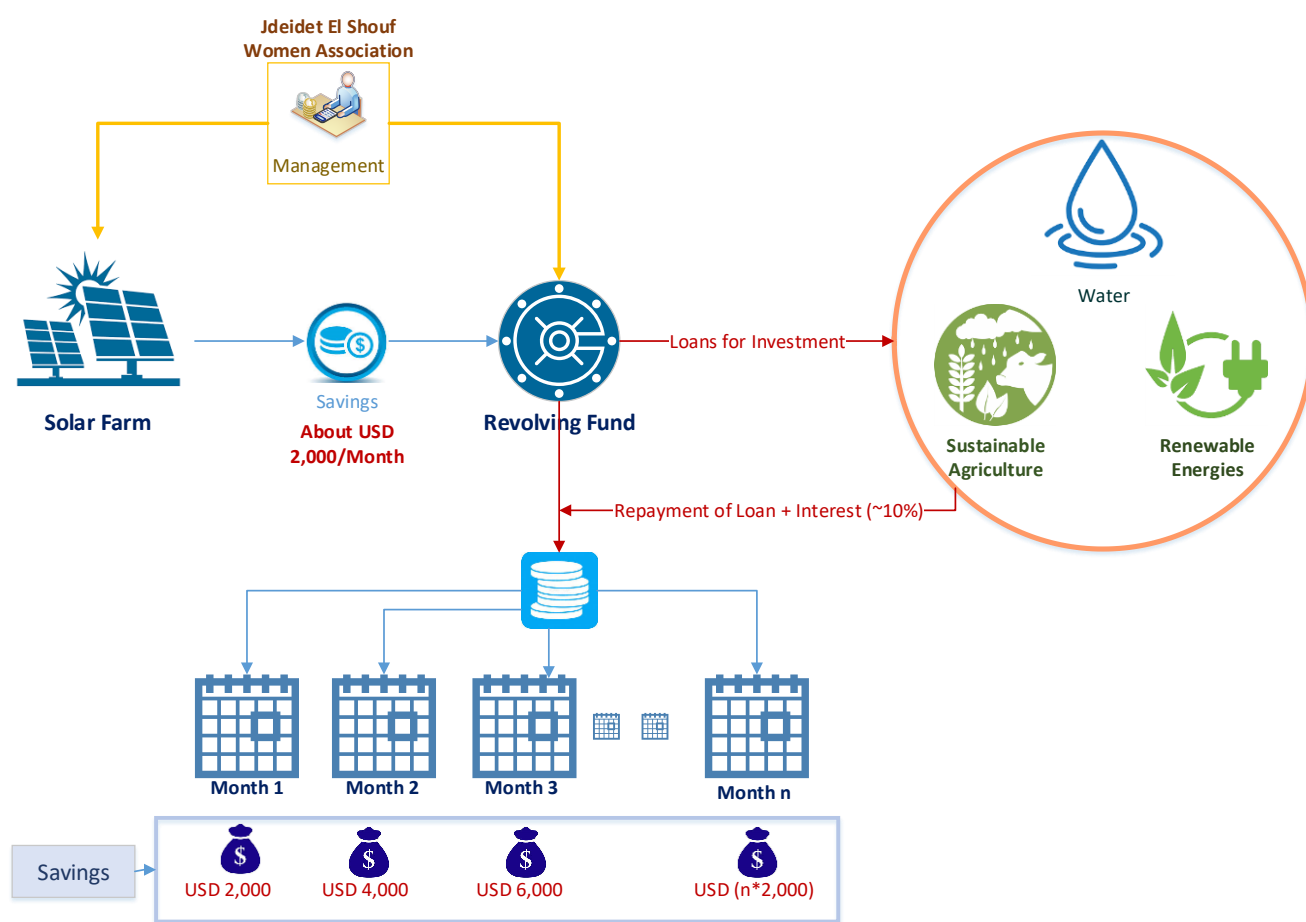 Jdeidet El Shouf
Women Association
Management
Water
Loans for Investment
Solar Farm
Savings
About USD
2,000/Month
Revolving Fund
Sustainable
Agriculture
Renewable
Energies
Repayment of Loan + Interest (~10%)
Month 1
Month 2
Month 3
Month n
Savings
$
$
$
$
USD 2,000
USD 4,000
USD 6,000
USD (n*2,000)